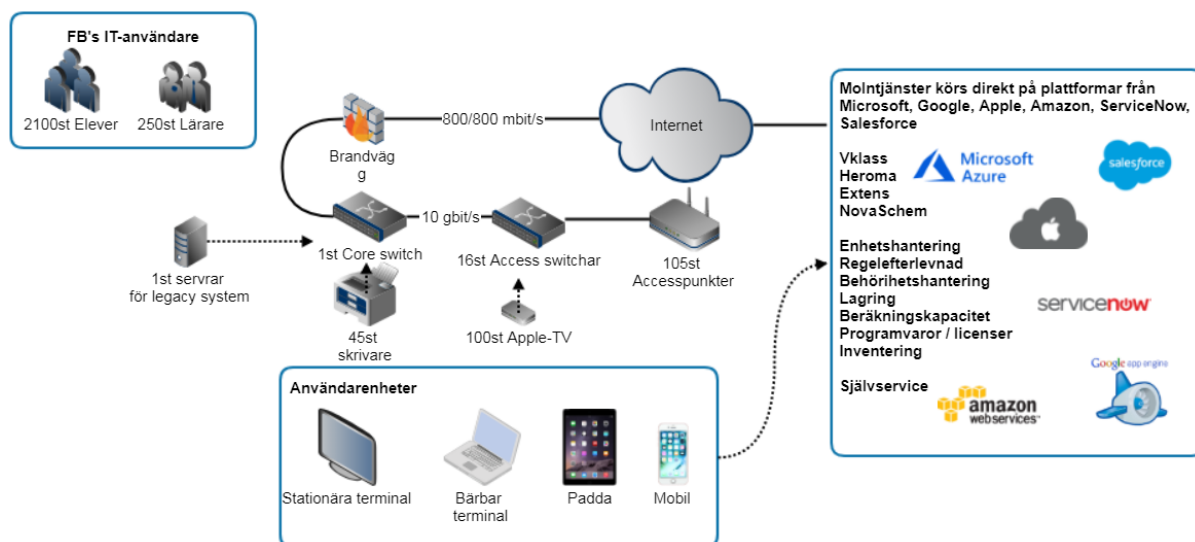 FB's IT-användare
2100st Elever
250st Lärare
Brandväg
g
800/800 mbit/s
Internet
1st servrar
för legacy system
1st Core switch
10 gbit/s
16st Access switchar
105st
Accesspunkter
45st
skrivare
100st Apple-TV
Användarenheter
Stationära terminal
Bärbar
terminal
Padda
Mobil
Molntjänster körs direkt på plattformar från
Microsoft, Google, Apple, Amazon, ServiceNow,
Salesforce
Vklass
Heroma
Extens
NovaSchem
Microsoft
Azure
salesforce
Enhetshantering
Regelefterlevnad
Behörihetshantering
Lagring
Beräkningskapacitet
Programvaror / licenser
Inventering
servicenow
Självservice
amazon
webservices™
Google app engine